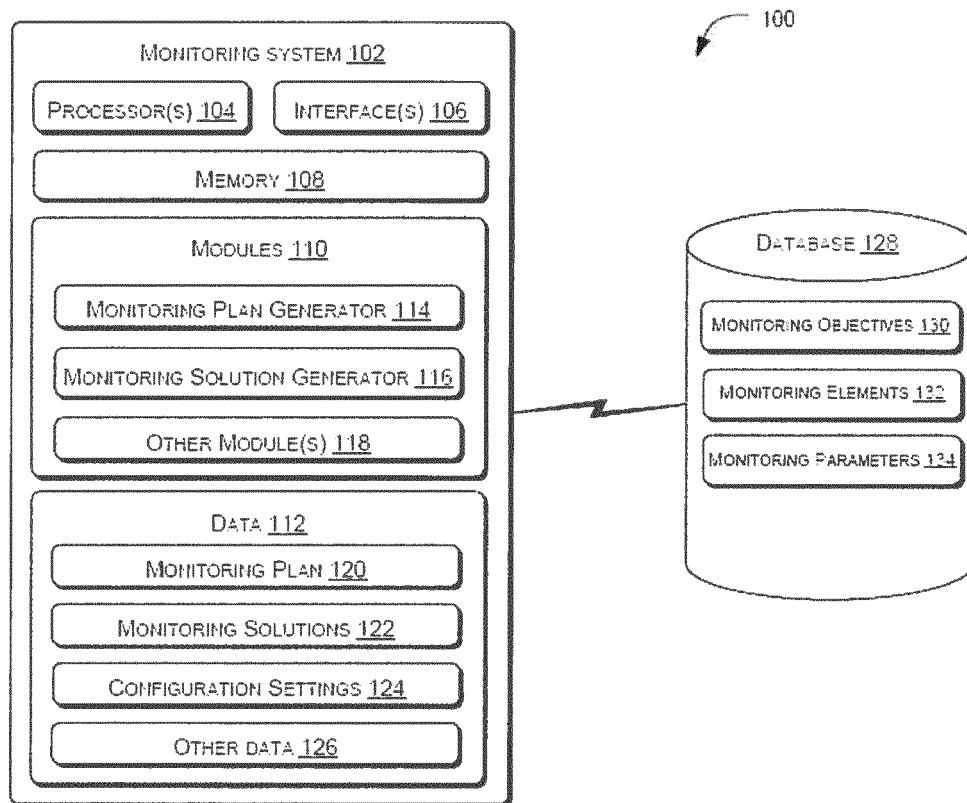 100
MONITORING SYSTEM 102
PROCESSOR(S) 104
INTERFACE(S) 106
MEMORY 108
MODULES 110
MONITORING PLAN GENERATOR 114
MONITORING SOLUTION GENERATOR 116
OTHER MODULE(S) 118
DATA 112
MONITORING PLAN 120
MONITORING SOLUTIONS 122
CONFIGURATION SETTINGS 124
OTHER DATA 126
DATABASE 128
MONITORING OBJECTIVES 130
MONITORING ELEMENTS 132
MONITORING PARAMETERS 134